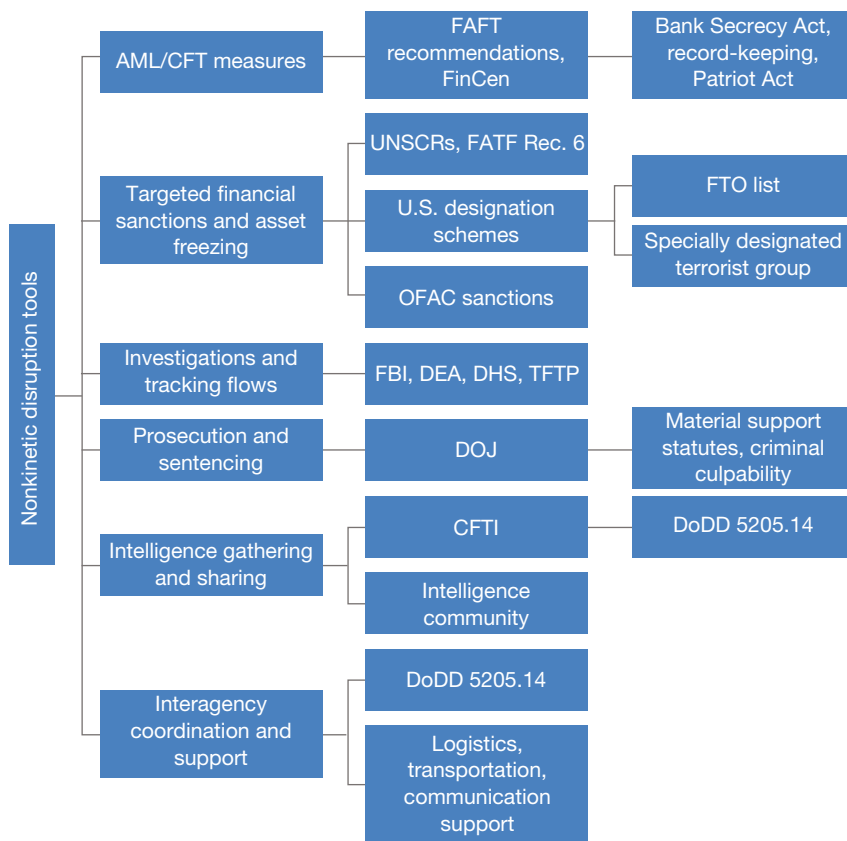 Nonkinetic disruption tools
AML/CFT measures
FAFT
recommendations,
FinCen
Bank Secrecy Act,
record-keeping,
Patriot Act
Targeted financial
sanctions and asset
freezing
UNSCRs, FATF Rec. 6
U.S. designation
schemes
FTO list
Specially designated
terrorist group
OFAC sanctions
Investigations and
tracking flows
FBI, DEA, DHS, TFTP
Prosecution and
sentencing
DOJ
Material support
statutes, criminal
culpability
Intelligence gathering
and sharing
CFTI
DoDD 5205.14
Intelligence
community
Interagency
coordination and
support
DoDD 5205.14
Logistics,
transportation,
communication
support